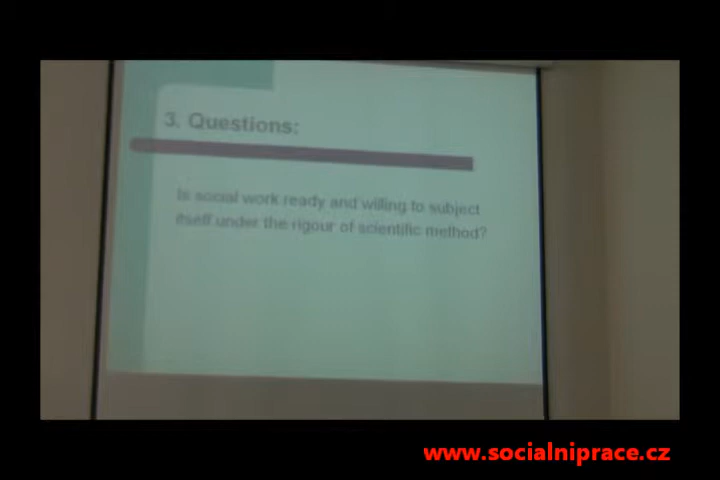 3. Questions:
Is social work ready and willing to subject
itself under the rigour of scientific method?
www.socialniprace.cz